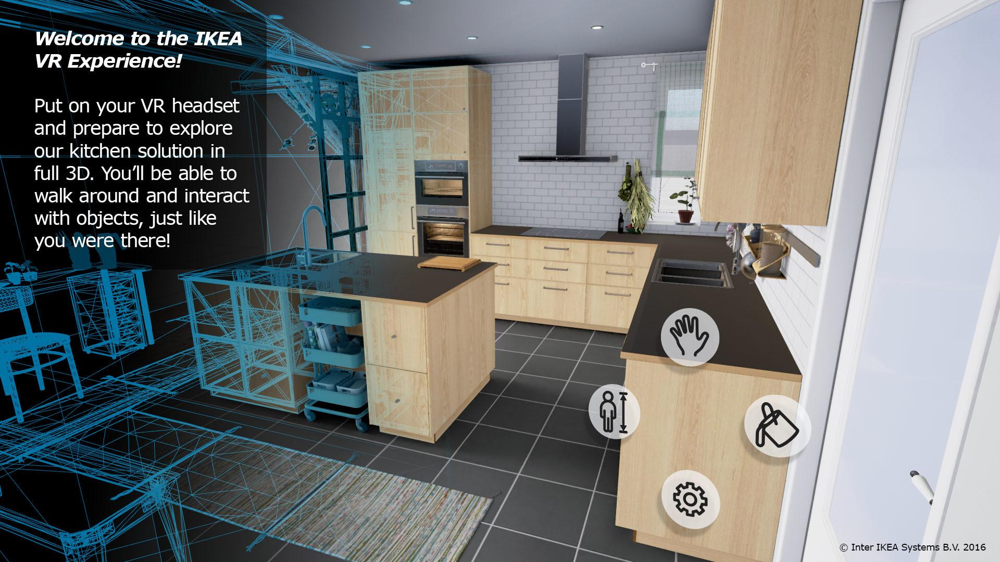 Welcome to the IKEA
VR Experience!
Put on your VR headset
and prepare to explore
our kitchen solution in
full 3D. You’ll be able to
walk around and interact
with objects, just like
you were there!
© Inter IKEA Systems B.V. 2016